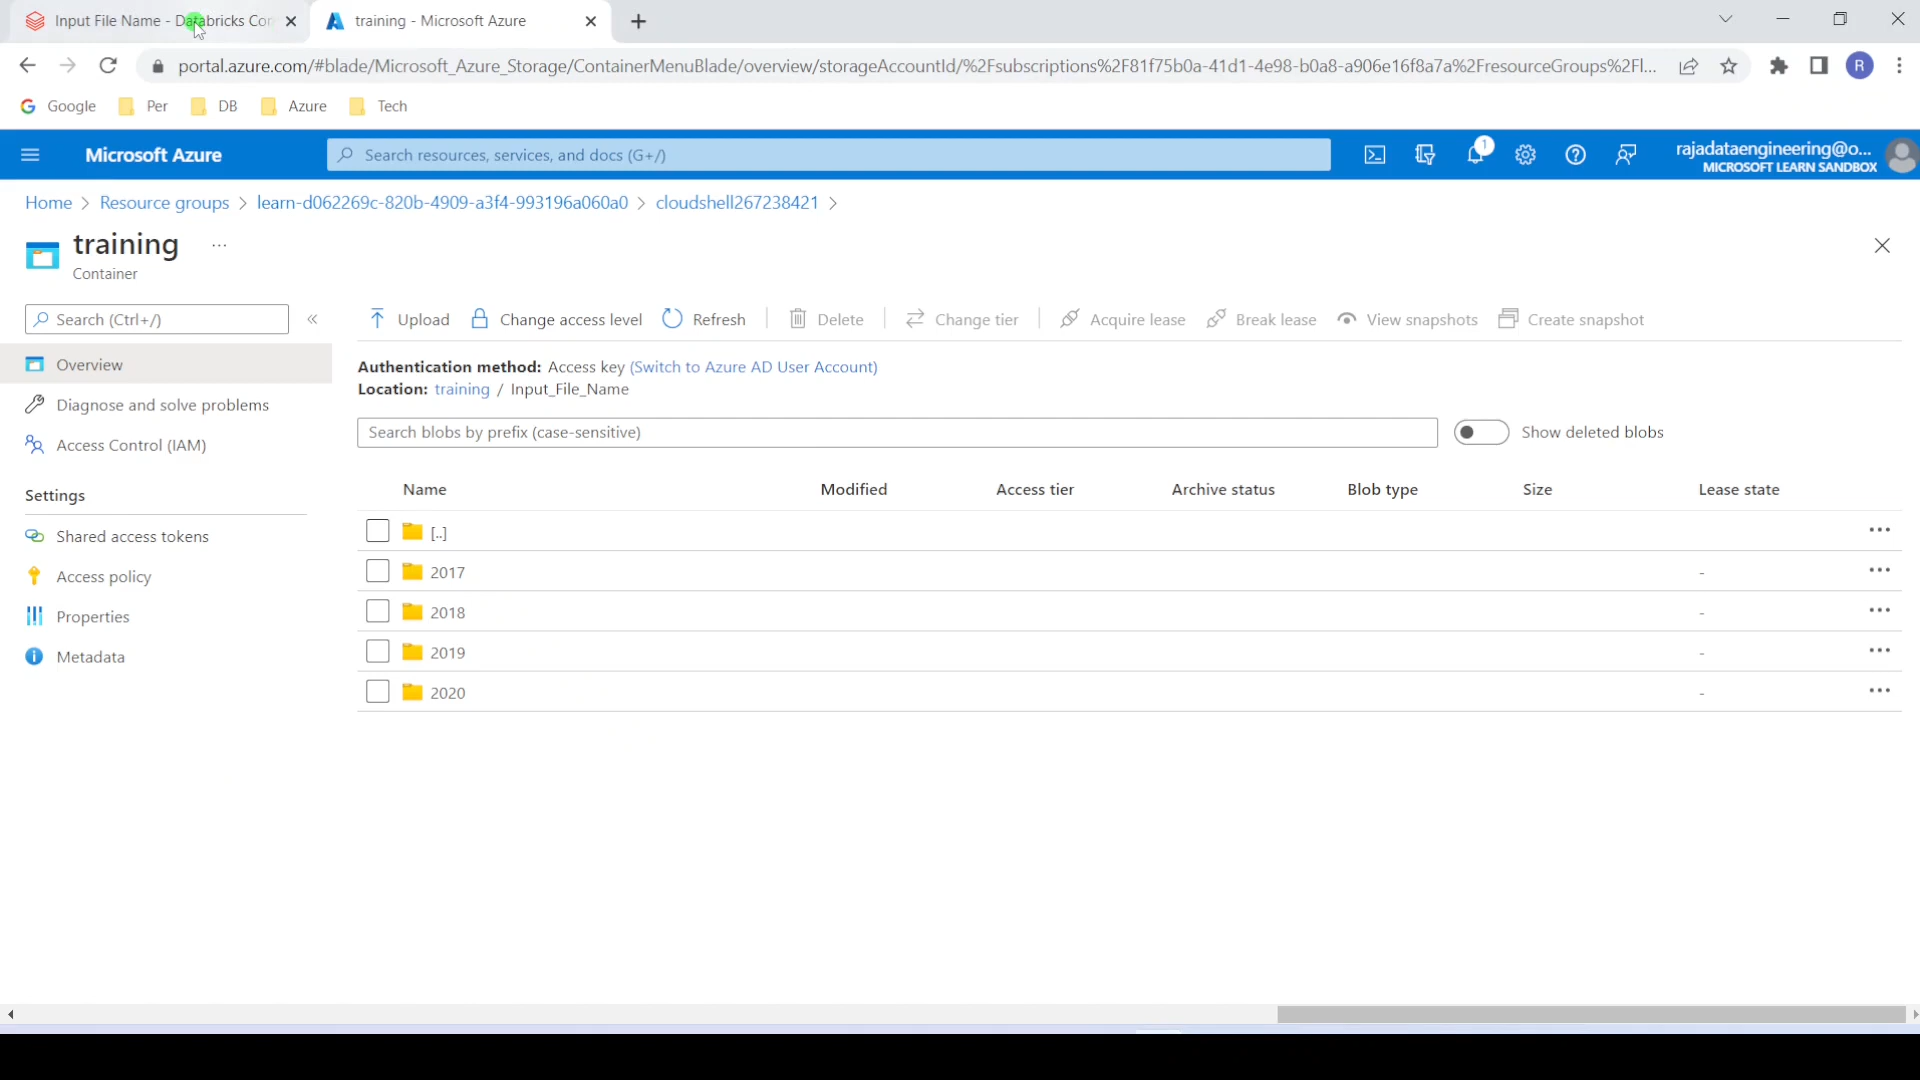 Input File Name - Databricks Con
training - Microsoft Azure
portal.azure.com/#blade/Microsoft_Azure_Storage/ContainerMenuBlade/overview/storageAccountId/%2Fsubscriptions%2F81f75b0a-41d1-4e98-b0a8-a906e16f8a7a%2FresourceGroups%2Fl...
R
Google Per DB Azure Tech
Microsoft Azure
Search resources, services, and docs (G+/)
1
rajadataengineering@o...
MICROSOFT LEARN SANDBOX
Home > Resource groups > learn-d062269c-820b-4909-a3f4-993196a060a0 > cloudshell267238421 >
training ...
Container
Search (Ctrl+/) «
Upload Change access level Refresh Delete Change tier Acquire lease Break lease View snapshots Create snapshot
Overview
Diagnose and solve problems
Access Control (IAM)
Settings
Shared access tokens
Access policy
Properties
Metadata
Authentication method: Access key (Switch to Azure AD User Account)
Location: training / Input_File_Name
Search blobs by prefix (case-sensitive)
Show deleted blobs
Name Modified Access tier Archive status Blob type Size Lease state
[..] ...
2017 - ...
2018 - ...
2019 - ...
2020 - ...